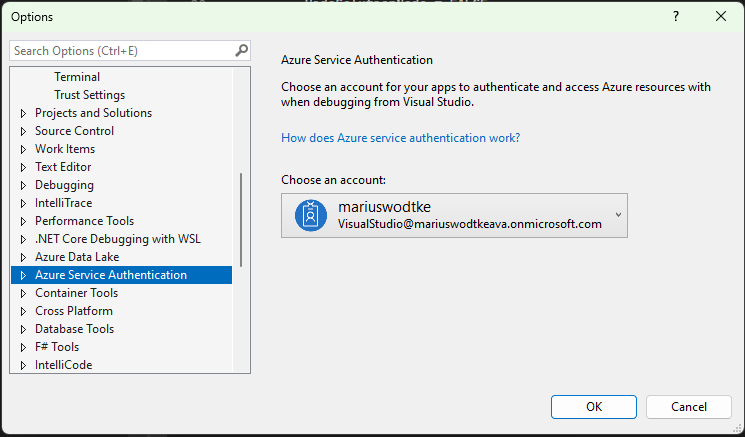 Options
?
Search Options (Ctrl+E)
Terminal
Trust Settings
Projects and Solutions
Source Control
Work Items
Text Editor
Debugging
IntelliTrace
Performance Tools
.NET Core Debugging with WSL
Azure Data Lake
Azure Service Authentication
Container Tools
Cross Platform
Database Tools
F# Tools
IntelliCode
Azure Service Authentication
Choose an account for your apps to authenticate and access Azure resources with
when debugging from Visual Studio.
How does Azure service authentication work?
Choose an account:
mariuswodtke
VisualStudio@mariuswodtkeava.onmicrosoft.com
OK
Cancel